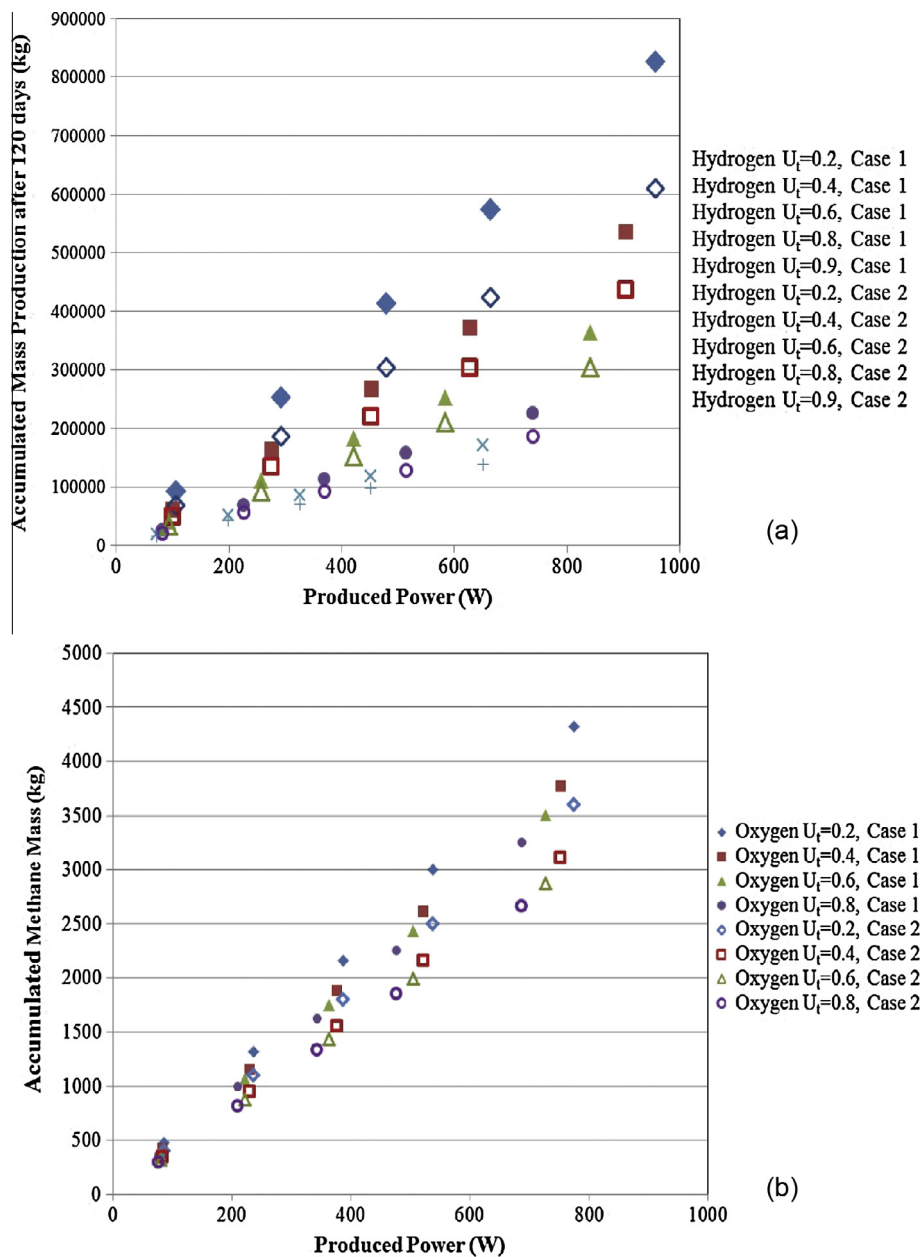 Accumulated Mass Production after 120 days (kg)
900000
800000
700000
600000
500000
400000
300000
200000
100000
0
0 200 400 600 800 1000
Produced Power (W)
Hydrogen Ut=0.2, Case 1
Hydrogen Ut=0.4, Case 1
Hydrogen Ut=0.6, Case 1
Hydrogen Ut=0.8, Case 1
Hydrogen Ut=0.9, Case 1
Hydrogen Ut=0.2, Case 2
Hydrogen Ut=0.4, Case 2
Hydrogen Ut=0.6, Case 2
Hydrogen Ut=0.8, Case 2
Hydrogen Ut=0.9, Case 2
(a)
Accumulated Methane Mass (kg)
5000
4500
4000
3500
3000
2500
2000
1500
1000
500
0
0 200 400 600 800 1000
Produced Power (W)
Oxygen Ut=0.2, Case 1
Oxygen Ut=0.4, Case 1
Oxygen Ut=0.6, Case 1
Oxygen Ut=0.8, Case 1
Oxygen Ut=0.2, Case 2
Oxygen Ut=0.4, Case 2
Oxygen Ut=0.6, Case 2
Oxygen Ut=0.8, Case 2
(b)